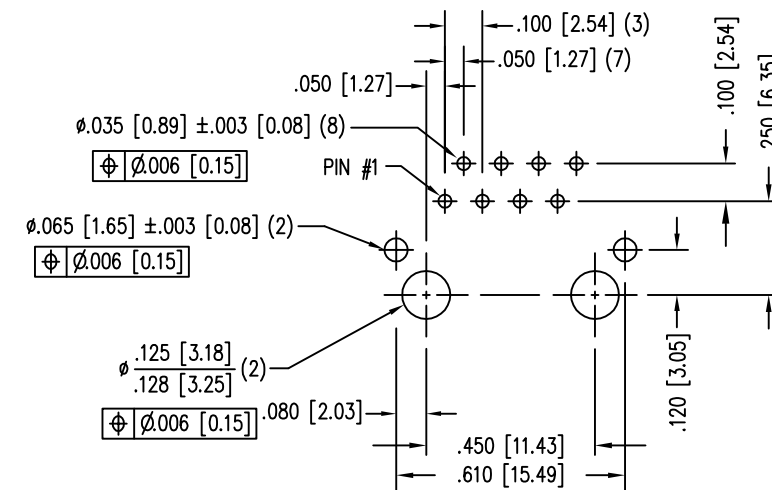 .100 [2.54] (3)
.050 [1.27] (7)
.050 [1.27]
.100 [2.54]
.250 [6.35]
ø.035 [0.89] ±.003 [0.08] (8)
⌖ Ø.006 [0.15]
PIN #1
ø.065 [1.65] ±.003 [0.08] (2)
⌖ Ø.006 [0.15]
ø .125 [3.18] (2)
.128 [3.25]
⌖ Ø.006 [0.15]
.080 [2.03]
.120 [3.05]
.450 [11.43]
.610 [15.49]